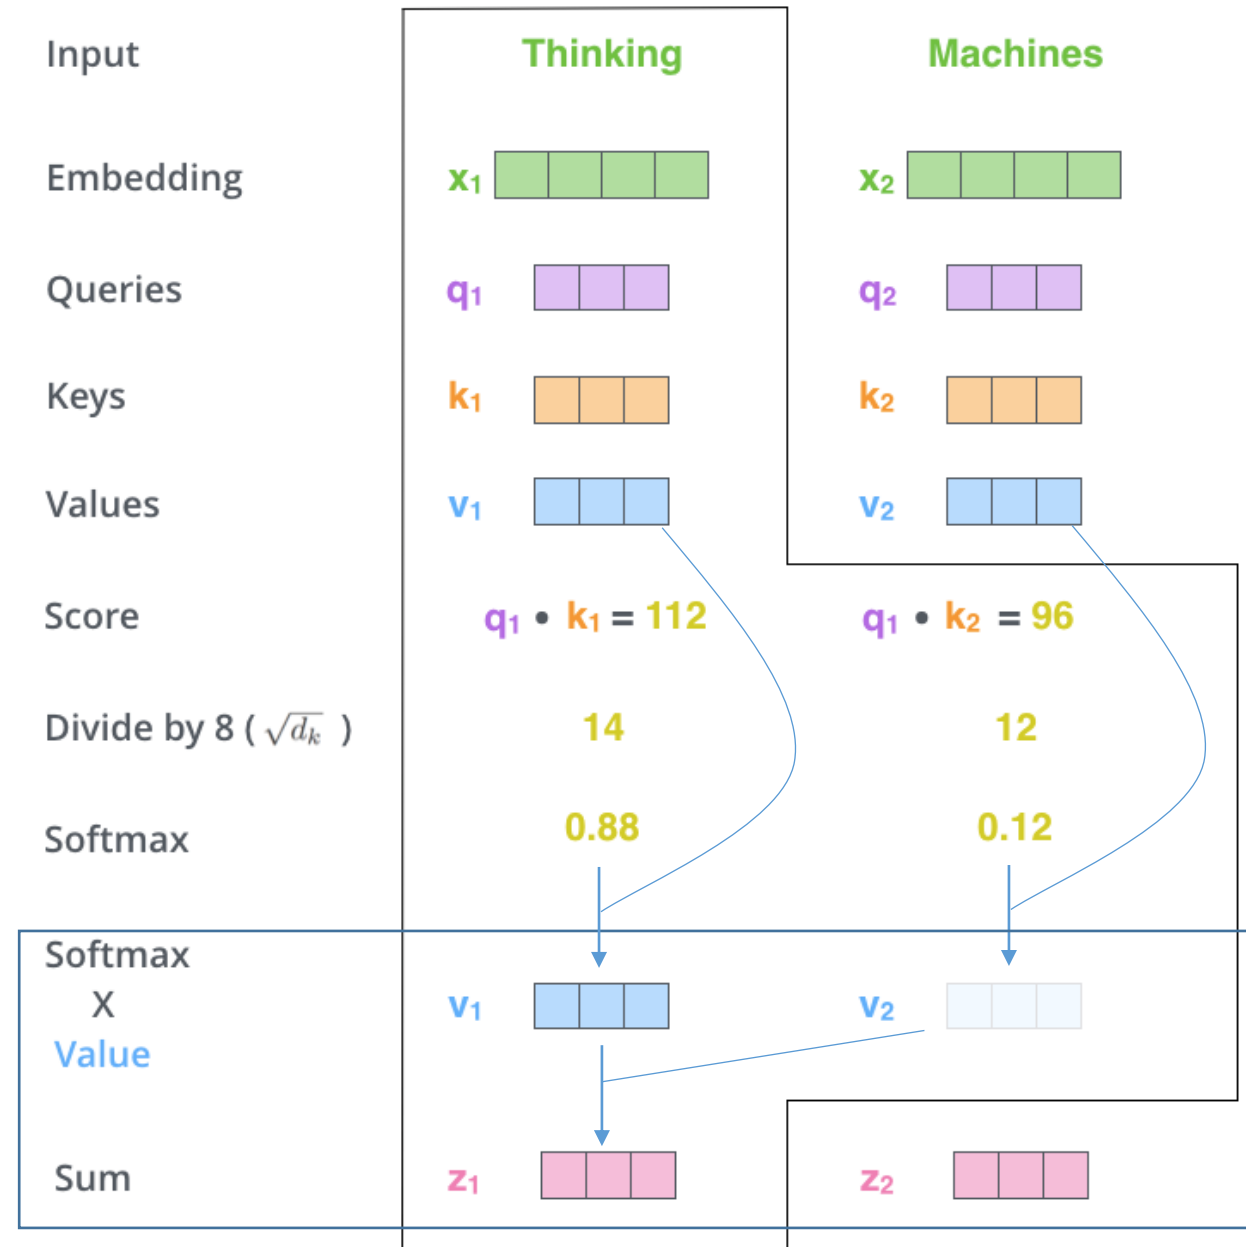 Input Thinking Machines
Embedding x₁ x₂
Queries q₁ q₂
Keys k₁ k₂
Values v₁ v₂
Score q₁ • k₁ = 112 q₁ • k₂ = 96
Divide by 8 ( √dₖ ) 14 12
Softmax 0.88 0.12
Softmax
X v₁ v₂
Value
Sum z₁ z₂